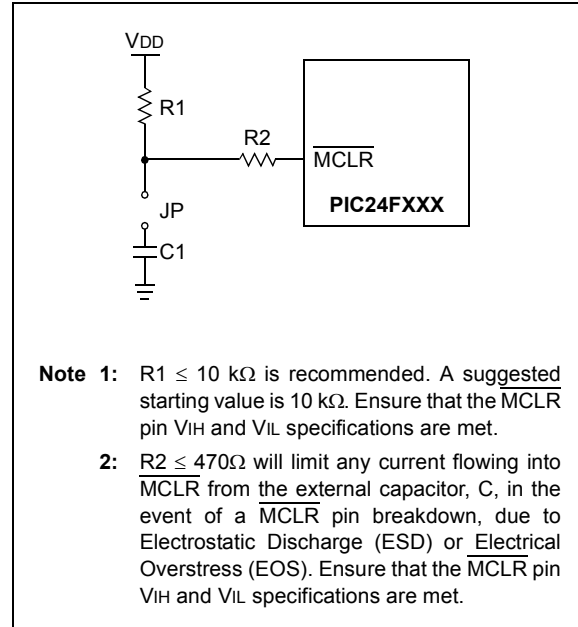 VDD
R1
R2
MCLR
PIC24FXXX
JP
C1
Note 1: R1 ≤ 10 kΩ is recommended. A suggested
starting value is 10 kΩ. Ensure that the MCLR
pin VIH and VIL specifications are met.
2: R2 ≤ 470Ω will limit any current flowing into
MCLR from the external capacitor, C, in the
event of a MCLR pin breakdown, due to
Electrostatic Discharge (ESD) or Electrical
Overstress (EOS). Ensure that the MCLR pin
VIH and VIL specifications are met.